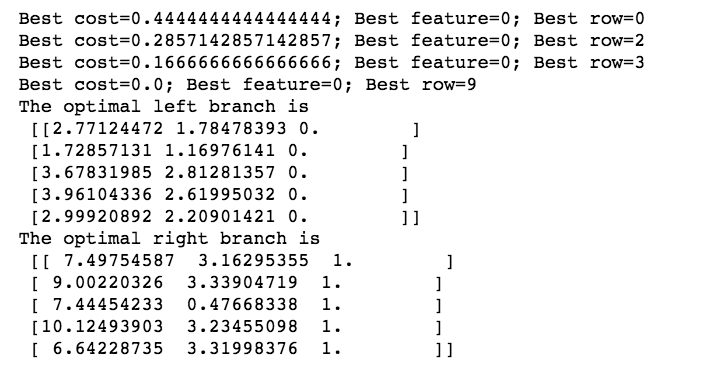 Best cost=0.4444444444444444; Best feature=0; Best row=0
Best cost=0.2857142857142857; Best feature=0; Best row=2
Best cost=0.1666666666666666; Best feature=0; Best row=3
Best cost=0.0; Best feature=0; Best row=9
The optimal left branch is
[[2.77124472 1.78478393 0. ]
[1.72857131 1.16976141 0. ]
[3.67831985 2.81281357 0. ]
[3.96104336 2.61995032 0. ]
[2.99920892 2.20901421 0. ]]
The optimal right branch is
[[ 7.49754587 3.16295355 1. ]
[ 9.00220326 3.33904719 1. ]
[ 7.44454233 0.47668338 1. ]
[10.12493903 3.23455098 1. ]
[ 6.64228735 3.31998376 1. ]]